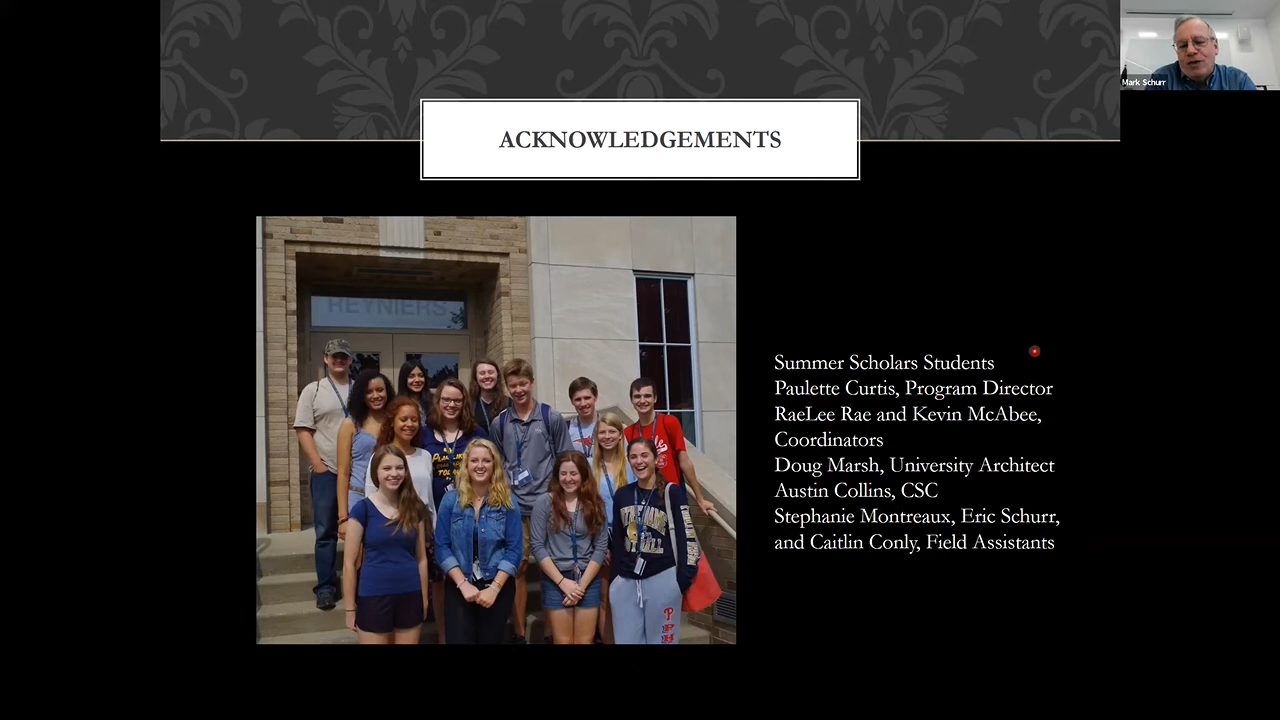 Mark Schurr
ACKNOWLEDGEMENTS
REYNIERS
Summer Scholars Students
Paulette Curtis, Program Director
RaeLee Rae and Kevin McAbee,
Coordinators
Doug Marsh, University Architect
Austin Collins, CSC
Stephanie Montreaux, Eric Schurr,
and Caitlin Conly, Field Assistants